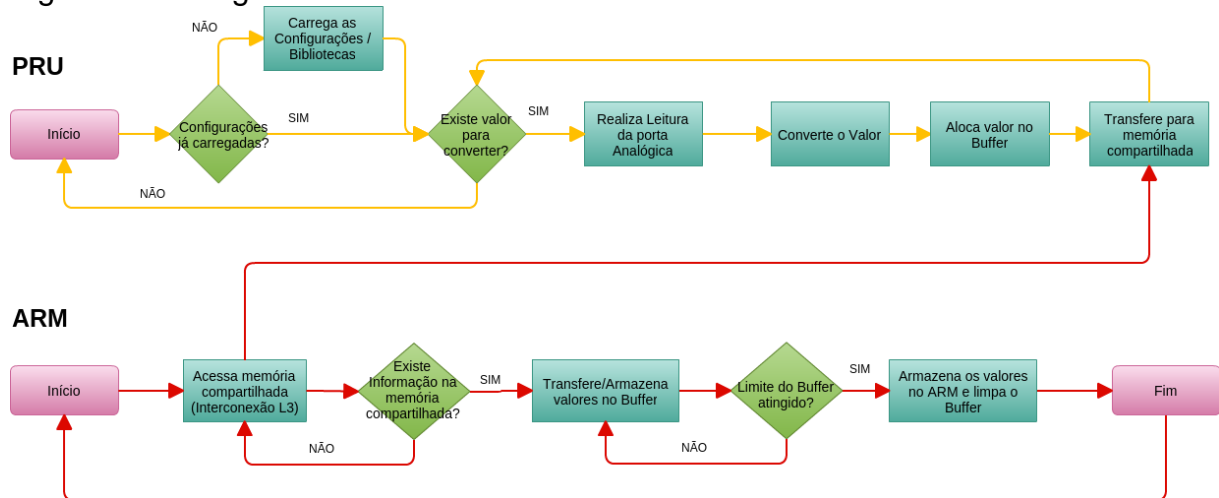 NÃO
Carrega as
Configurações /
Bibliotecas
PRU
Início
Configurações
já carregadas?
SIM
Existe valor
para
converter?
SIM
Realiza Leitura
da porta
Analógica
Converte o Valor
Aloca valor no
Buffer
Transfere para
memória
compartilhada
NÃO
ARM
Início
Acessa memória
compartilhada
(Interconexão L3)
Existe
Informação na
memória
compartilhada?
SIM
Transfere/Armazena
valores no Buffer
Limite do Buffer
atingido?
SIM
Armazena os valores
no ARM e limpa o
Buffer
Fim
NÃO
NÃO